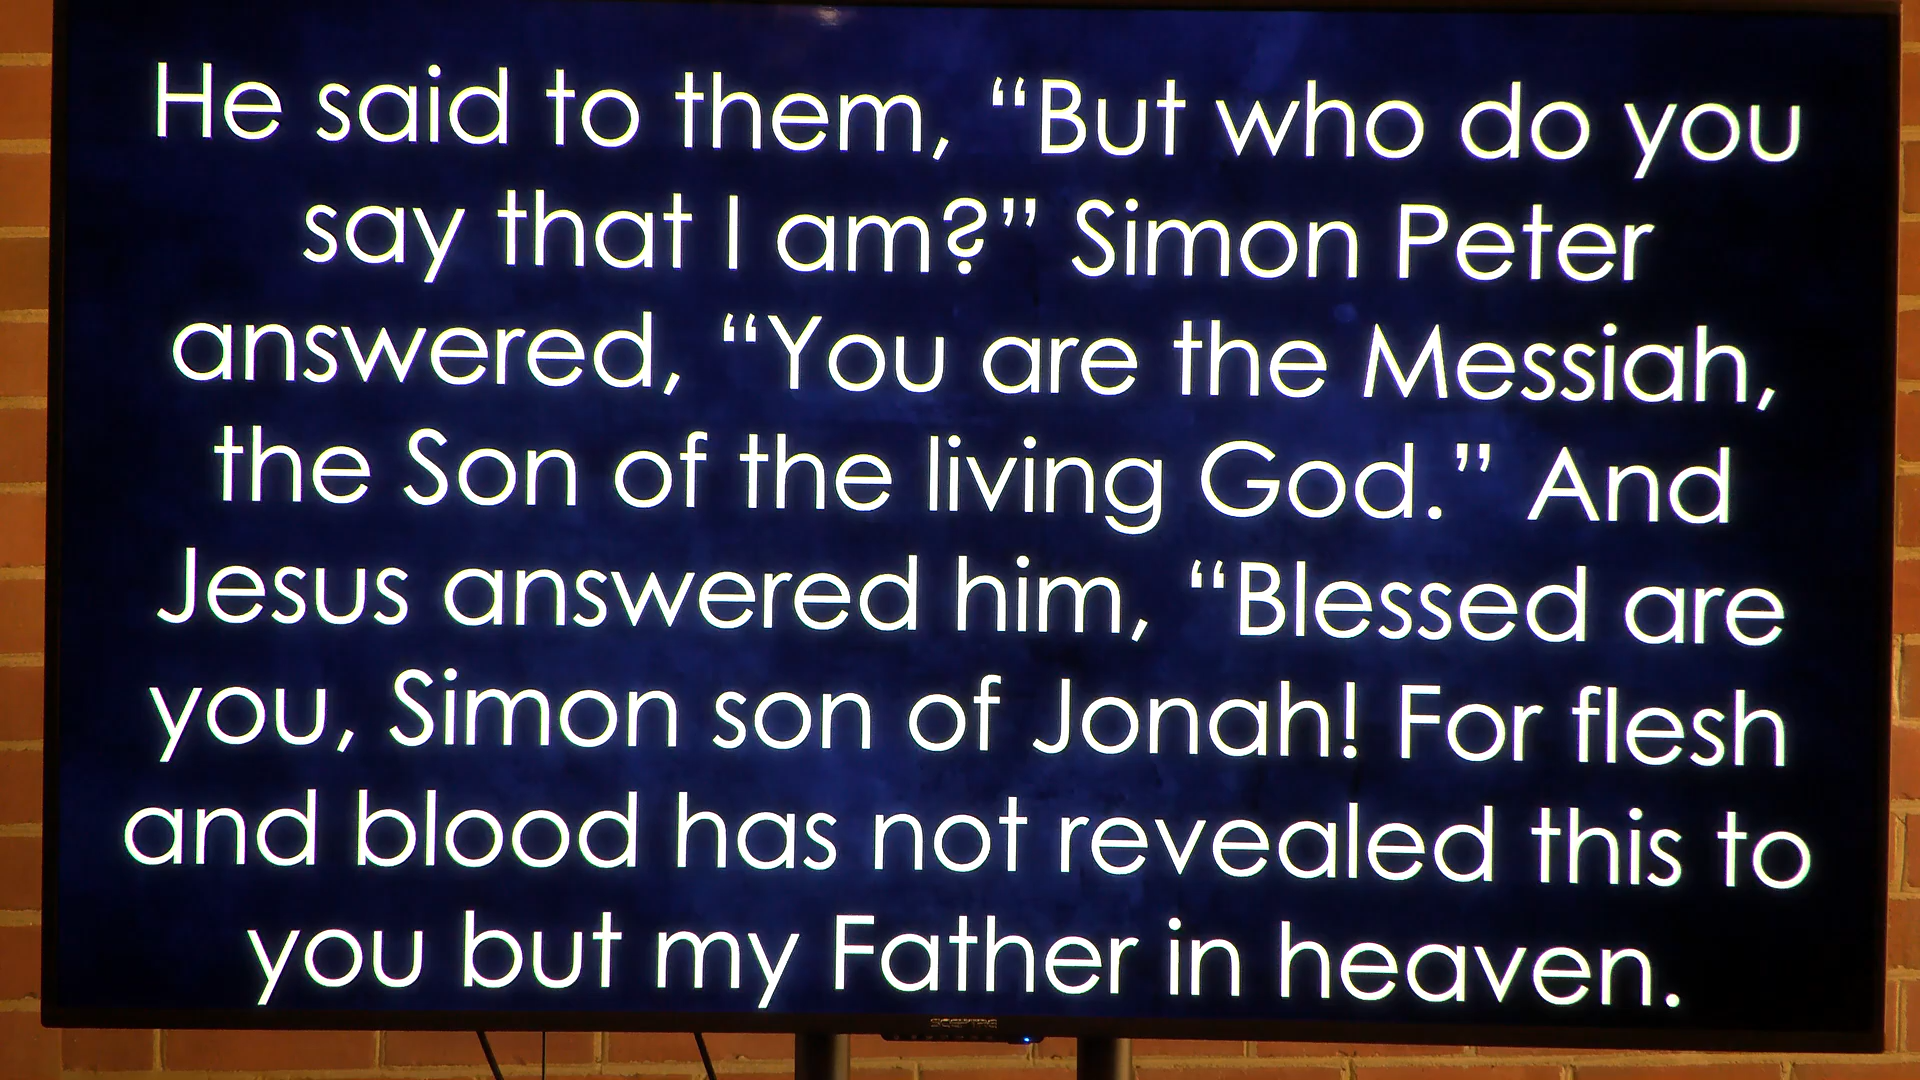 He said to them, “But who do you
say that I am?” Simon Peter
answered, “You are the Messiah,
the Son of the living God.” And
Jesus answered him, “Blessed are
you, Simon son of Jonah! For flesh
and blood has not revealed this to
you but my Father in heaven.
SCEPTRE